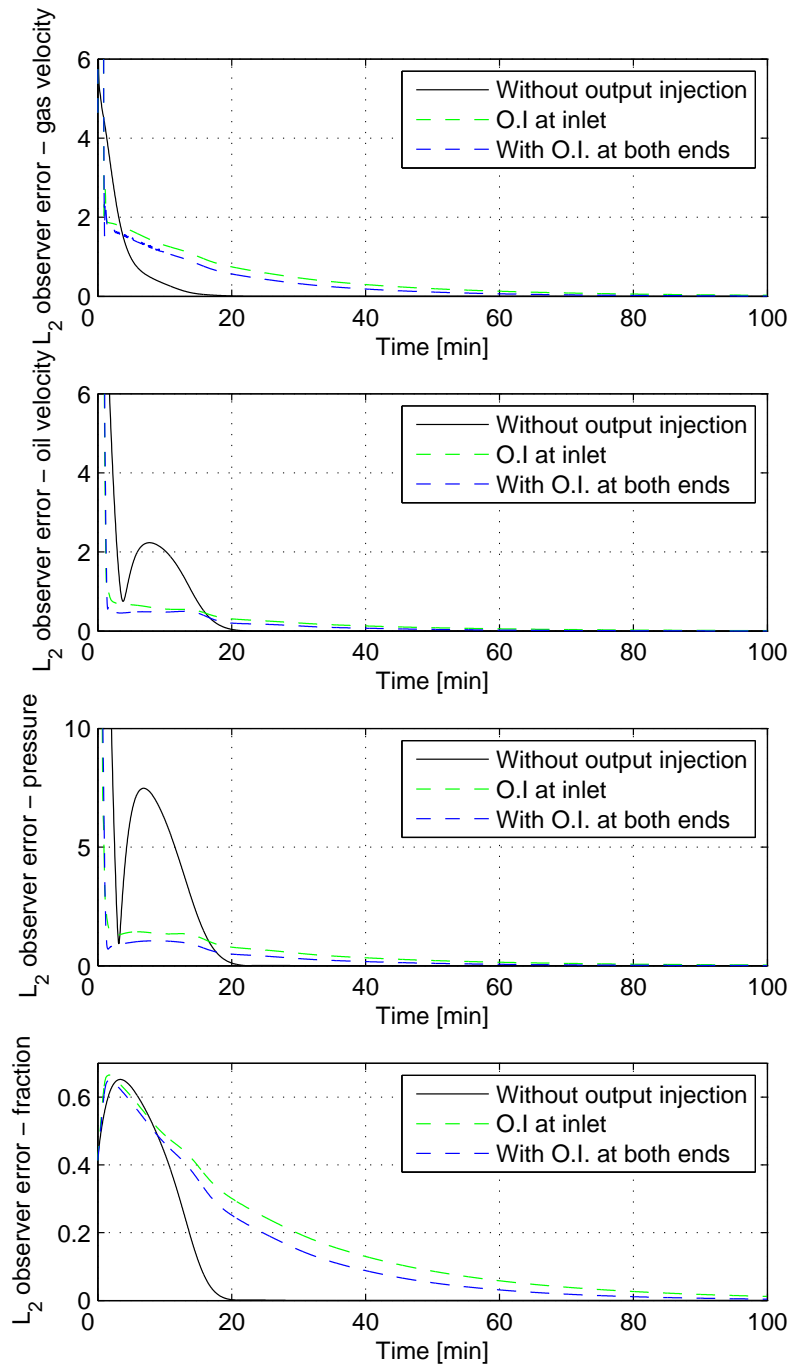 L2 observer error − gas velocity
6
4
2
0
0 20 40 60 80 100
Time [min]
Without output injection
O.I at inlet
With O.I. at both ends
L2 observer error − oil velocity
6
4
2
0
0 20 40 60 80 100
Time [min]
Without output injection
O.I at inlet
With O.I. at both ends
L2 observer error − pressure
10
5
0
0 20 40 60 80 100
Time [min]
Without output injection
O.I at inlet
With O.I. at both ends
L2 observer error − fraction
0.6
0.4
0.2
0
0 20 40 60 80 100
Time [min]
Without output injection
O.I at inlet
With O.I. at both ends